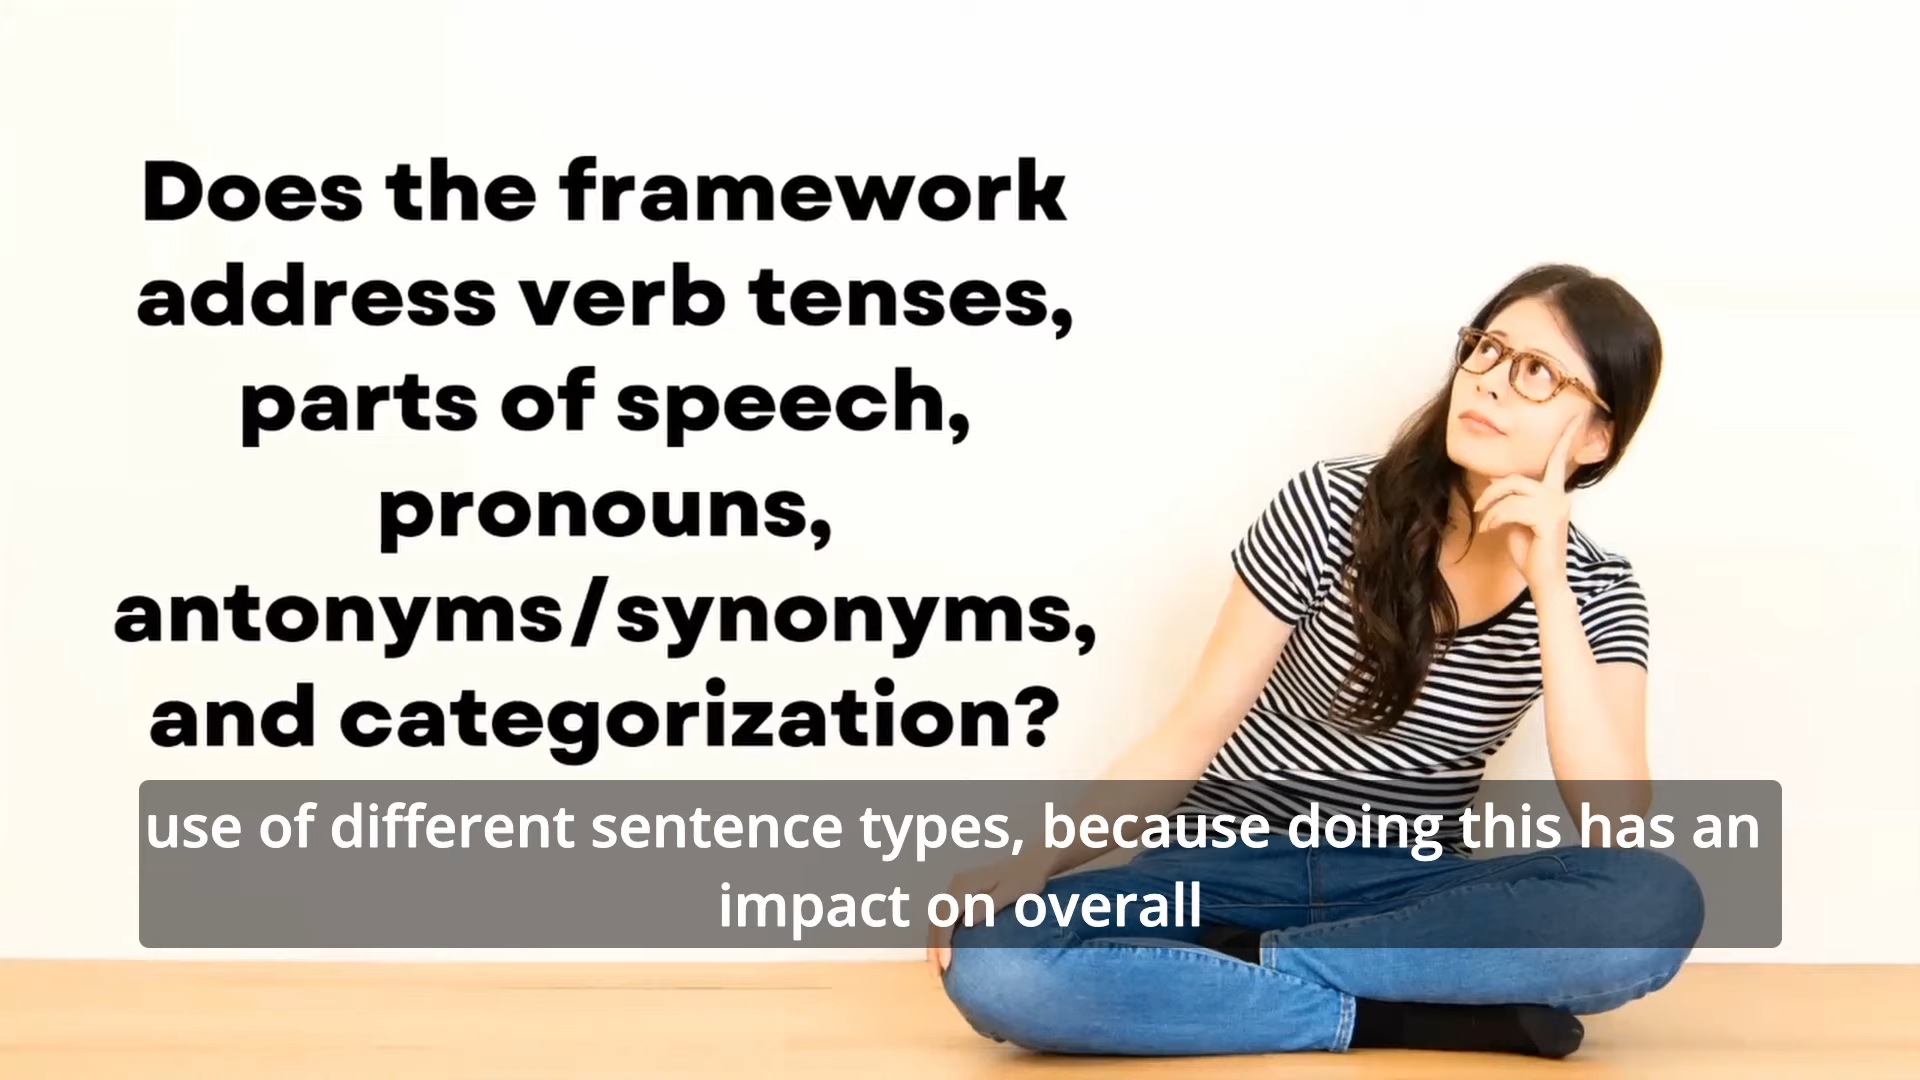 Does the framework
address verb tenses,
parts of speech,
pronouns,
antonyms/synonyms,
and categorization?
use of different sentence types, because doing this has an
impact on overall